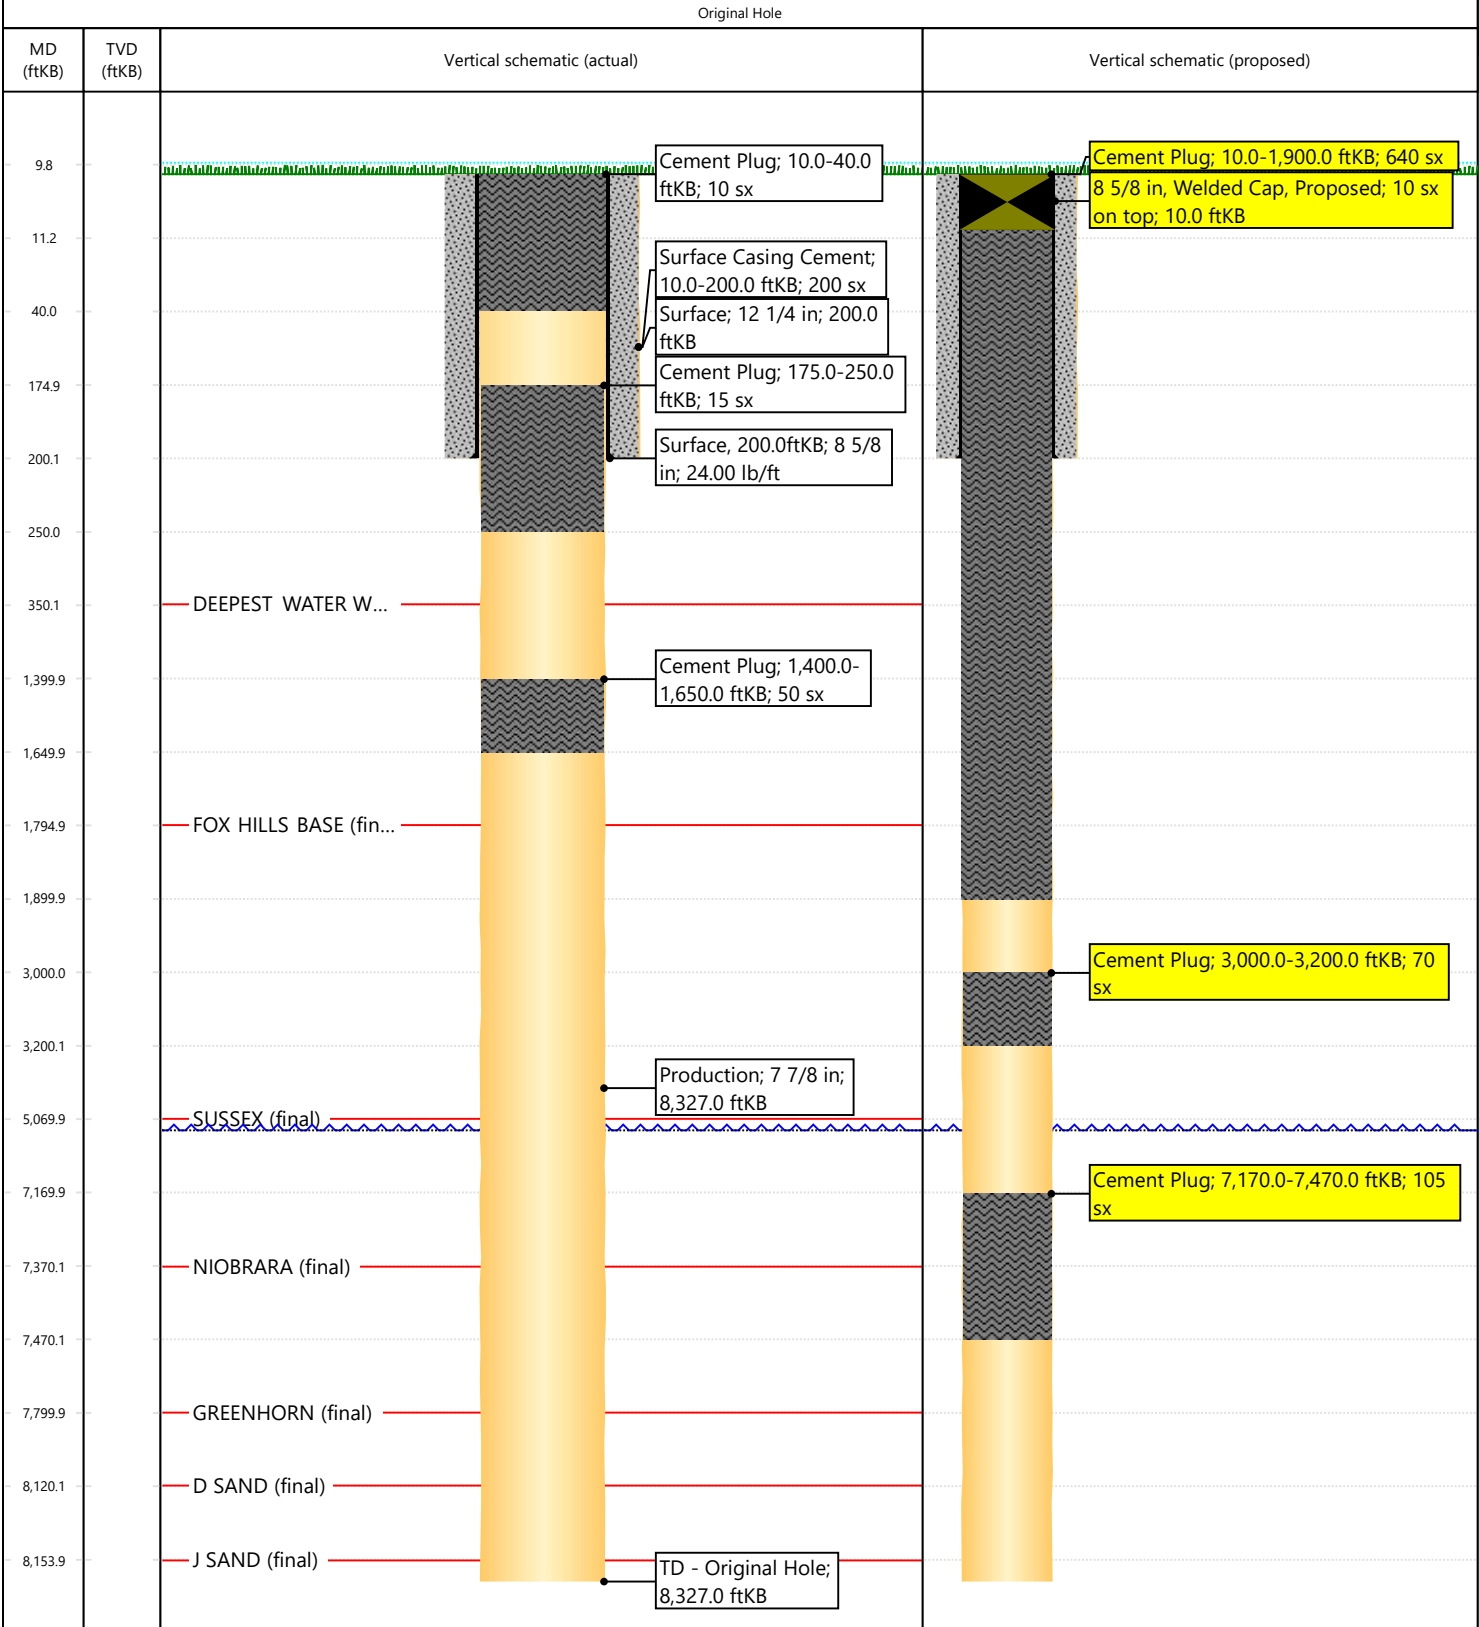 Original Hole
MD
(ftKB)
TVD
(ftKB)
Vertical schematic (actual)
Vertical schematic (proposed)
9.8
Cement Plug; 10.0-40.0
ftKB; 10 sx
Cement Plug; 10.0-1,900.0 ftKB; 640 sx
8 5/8 in, Welded Cap, Proposed; 10 sx
on top; 10.0 ftKB
11.2
Surface Casing Cement;
10.0-200.0 ftKB; 200 sx
Surface; 12 1/4 in; 200.0
ftKB
40.0
Cement Plug; 175.0-250.0
ftKB; 15 sx
174.9
Surface, 200.0ftKB; 8 5/8
in; 24.00 lb/ft
200.1
250.0
350.1
DEEPEST WATER W...
Cement Plug; 1,400.0-
1,650.0 ftKB; 50 sx
1,399.9
1,649.9
1,794.9
FOX HILLS BASE (fin...
1,899.9
Cement Plug; 3,000.0-3,200.0 ftKB; 70
sx
3,000.0
3,200.1
Production; 7 7/8 in;
8,327.0 ftKB
5,069.9
SUSSEX (final)
Cement Plug; 7,170.0-7,470.0 ftKB; 105
sx
7,169.9
7,370.1
NIOBRARA (final)
7,470.1
7,799.9
GREENHORN (final)
8,120.1
D SAND (final)
8,153.9
J SAND (final)
TD - Original Hole;
8,327.0 ftKB